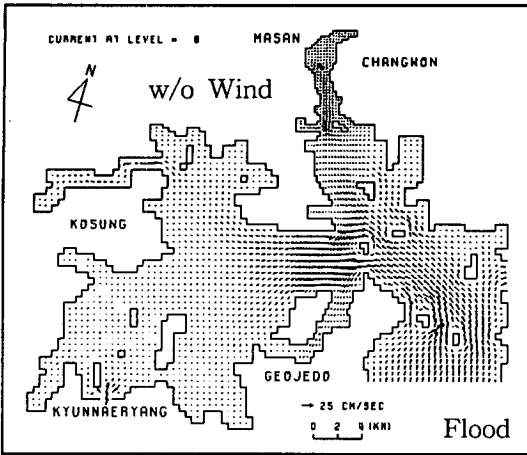 CURRENT AT LEVEL = 0
MASAN
CHANGWON
N
w/o Wind
KOSUNG
GEOJEDO
KYUNNAERYANG
25 CM/SEC
0 2 4 (KM)
Flood